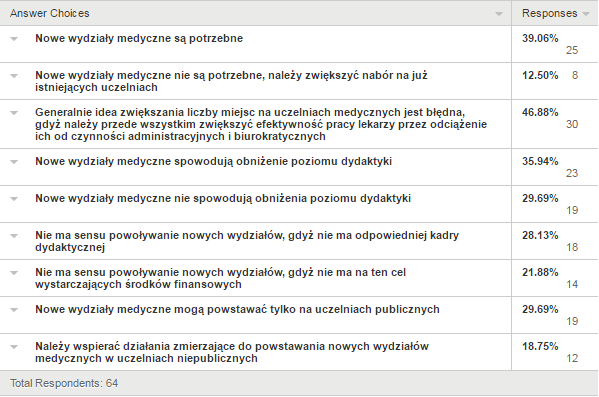 Answer Choices Responses
Nowe wydziały medyczne są potrzebne 39.06%
25
Nowe wydziały medyczne nie są potrzebne, należy zwiększyć nabór na już 12.50% 8
istniejących uczelniach
Generalnie idea zwiększania liczby miejsc na uczelniach medycznych jest błędna, 46.88%
gdyż należy przede wszystkim zwiększyć efektywność pracy lekarzy przez odciążenie 30
ich od czynności administracyjnych i biurokratycznych
Nowe wydziały medyczne spowodują obniżenie poziomu dydaktyki 35.94%
23
Nowe wydziały medyczne nie spowodują obniżenia poziomu dydaktyki 29.69%
19
Nie ma sensu powoływanie nowych wydziałów, gdyż nie ma odpowiedniej kadry 28.13%
dydaktycznej 18
Nie ma sensu powoływanie nowych wydziałów, gdyż nie ma na ten cel 21.88%
wystarczających środków finansowych 14
Nowe wydziały medyczne mogą powstawać tylko na uczelniach publicznych 29.69%
19
Należy wspierać działania zmierzające do powstawania nowych wydziałów 18.75%
medycznych w uczelniach niepublicznych 12
Total Respondents: 64